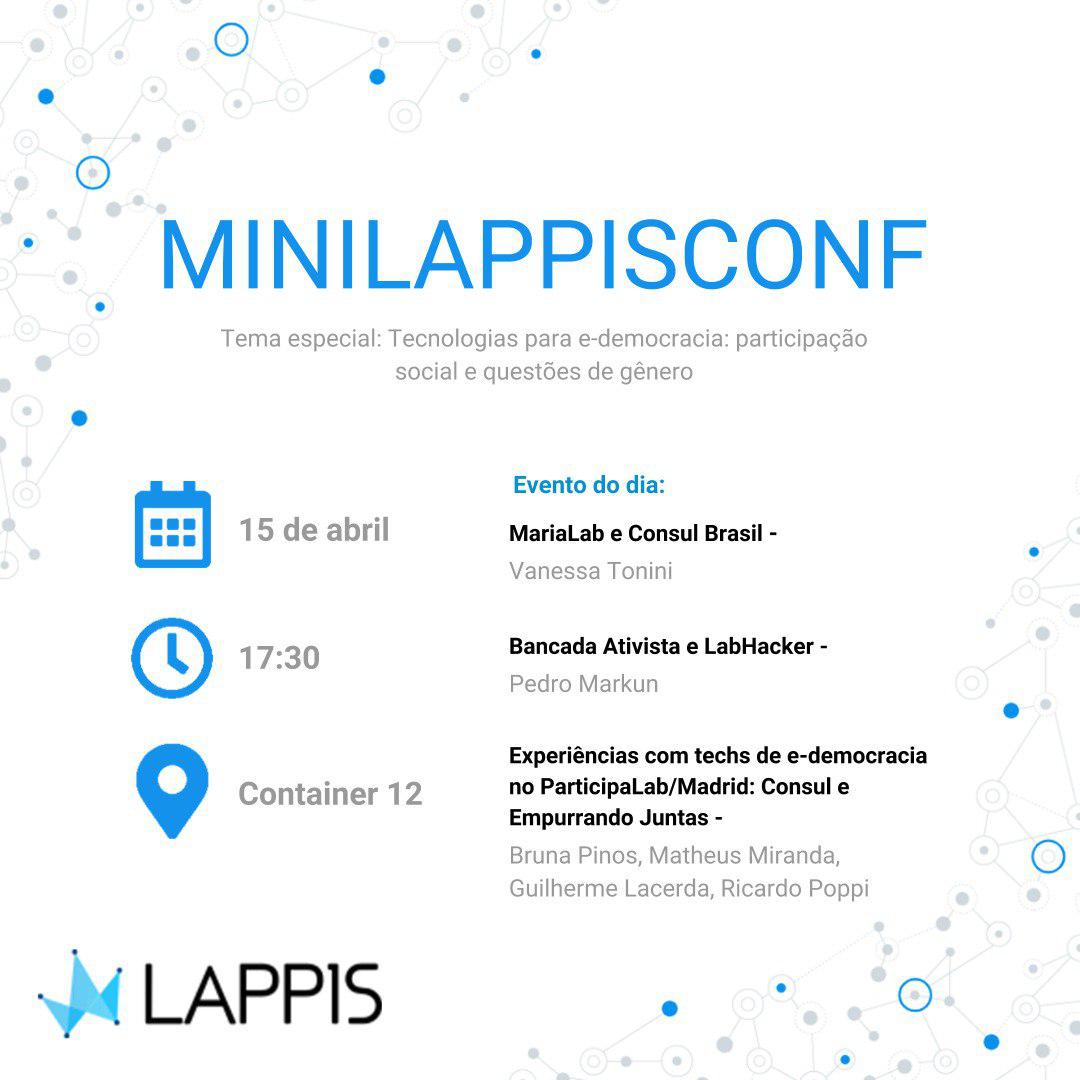 MINILAPPISCONF
Tema especial: Tecnologias para e-democracia: participação
social e questões de gênero
15 de abril
17:30
Container 12
Evento do dia:
MariaLab e Consul Brasil -
Vanessa Tonini
Bancada Ativista e LabHacker -
Pedro Markun
Experiências com techs de e-democracia
no ParticipaLab/Madrid: Consul e
Empurrando Juntas -
Bruna Pinos, Matheus Miranda,
Guilherme Lacerda, Ricardo Poppi
LAPPIS